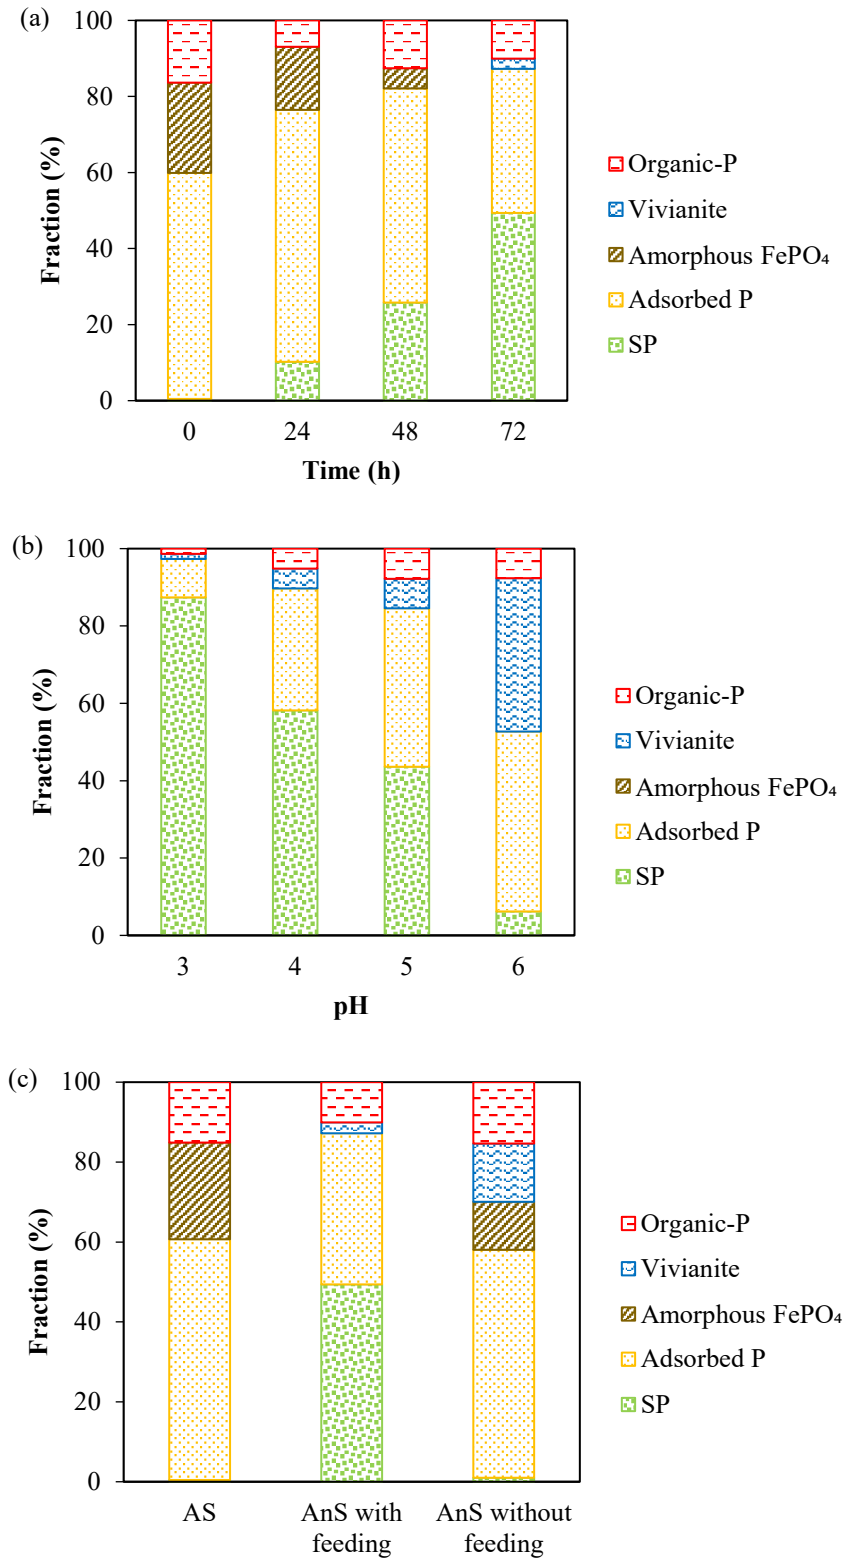 (a)
100
80
60
40
20
0
Fraction (%)
0 24 48 72
Time (h)
Organic-P
Vivianite
Amorphous FePO₄
Adsorbed P
SP
(b)
100
80
60
40
20
0
Fraction (%)
3 4 5 6
pH
Organic-P
Vivianite
Amorphous FePO₄
Adsorbed P
SP
(c)
100
80
60
40
20
0
Fraction (%)
AS AnS with AnS without
feeding feeding
Organic-P
Vivianite
Amorphous FePO₄
Adsorbed P
SP